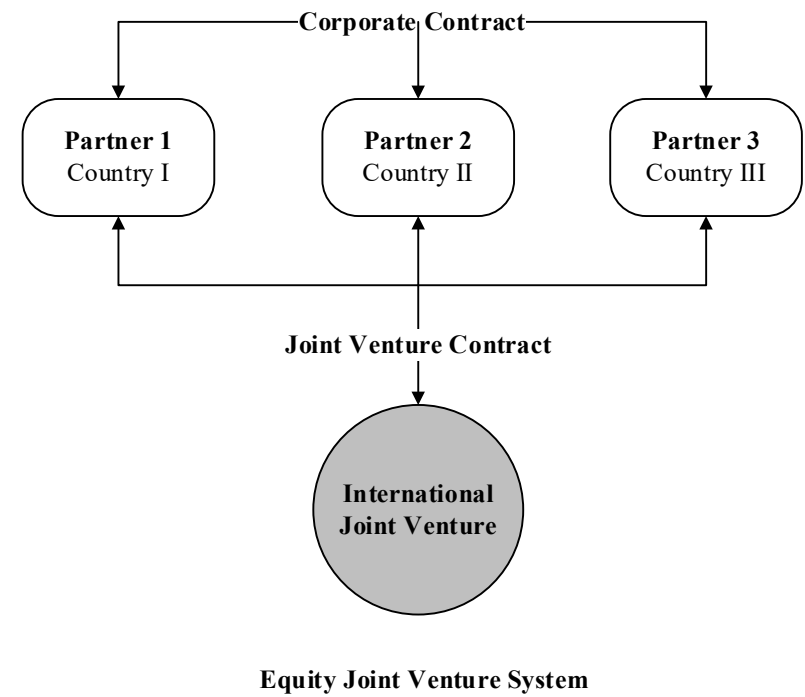 Corporate Contract
Partner 1
Country I
Partner 2
Country II
Partner 3
Country III
Joint Venture Contract
International
Joint Venture
Equity Joint Venture System